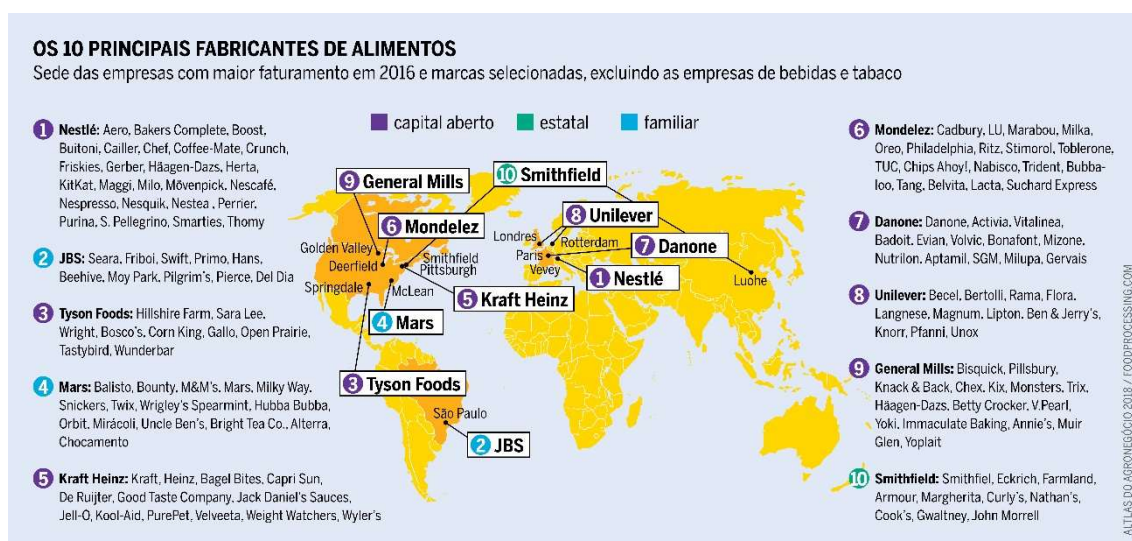 OS 10 PRINCIPAIS FABRICANTES DE ALIMENTOS
Sede das empresas com maior faturamento em 2016 e marcas selecionadas, excluindo as empresas de bebidas e tabaco
capital aberto
estatal
familiar
1 Nestlé: Aero, Bakers Complete, Boost,
Buitoni, Cailler, Chef, Coffee-Mate, Crunch,
Friskies, Gerber, Häagen-Dazs, Herta,
KitKat, Maggi, Milo, Mövenpick, Nescafé,
Nespresso, Nesquik, Nestea , Perrier,
Purina, S. Pellegrino, Smarties, Thomy
2 JBS: Seara, Friboi, Swift, Primo, Hans,
Beehive, Moy Park, Pilgrim's, Pierce, Del Dia
3 Tyson Foods: Hillshire Farm, Sara Lee.
Wright, Bosco's, Corn King, Gallo, Open Prairie,
Tastybird, Wunderbar
4 Mars: Balisto, Bounty, M&M's. Mars, Milky Way.
Snickers, Twix, Wrigley's Spearmint, Hubba Bubba,
Orbit. Mirácoli, Uncle Ben's, Bright Tea Co., Alterra,
Chocamento
5 Kraft Heinz: Kraft, Heinz, Bagel Bites, Capri Sun,
De Ruijter, Good Taste Company, Jack Daniel's Sauces,
Jell-O, Kool-Aid, PurePet, Velveeta, Weight Watchers, Wyler's
9 General Mills
10 Smithfield
6 Mondelez
8 Unilever
Londres
Rotterdam
7 Danone
Paris
Vevey
1 Nestlé
Golden Valley
Deerfield
Smithfield
Pittsburgh
Springdale
McLean
5 Kraft Heinz
4 Mars
3 Tyson Foods
São Paulo
2 JBS
Luohe
6 Mondelez: Cadbury, LU, Marabou, Milka,
Oreo, Philadelphia, Ritz, Stimorol, Toblerone,
TUC, Chips Ahoy!, Nabisco, Trident, Bubba-
loo, Tang, Belvita, Lacta, Suchard Express
7 Danone: Danone, Activia, Vitalinea,
Badoit. Evian, Volvic, Bonafont, Mizone.
Nutrilon. Aptamil, SGM, Milupa, Gervais
8 Unilever: Becel, Bertolli, Rama, Flora.
Langnese, Magnum, Lipton. Ben & Jerry's,
Knorr, Pfanni, Unox
9 General Mills: Bisquick, Pillsbury,
Knack & Back, Chex. Kix, Monsters. Trix,
Häagen-Dazs, Betty Crocker, V.Pearl,
Yoki. Immaculate Baking, Annie's, Muir
Glen, Yoplait
10 Smithfield: Smithfiel, Eckrich, Farmland,
Armour, Margherita, Curly's, Nathan's,
Cook's, Gwaltney, John Morrell
ALTLAS DO AGRONEGÓCIO 2018 / FOODPROCESSING.COM